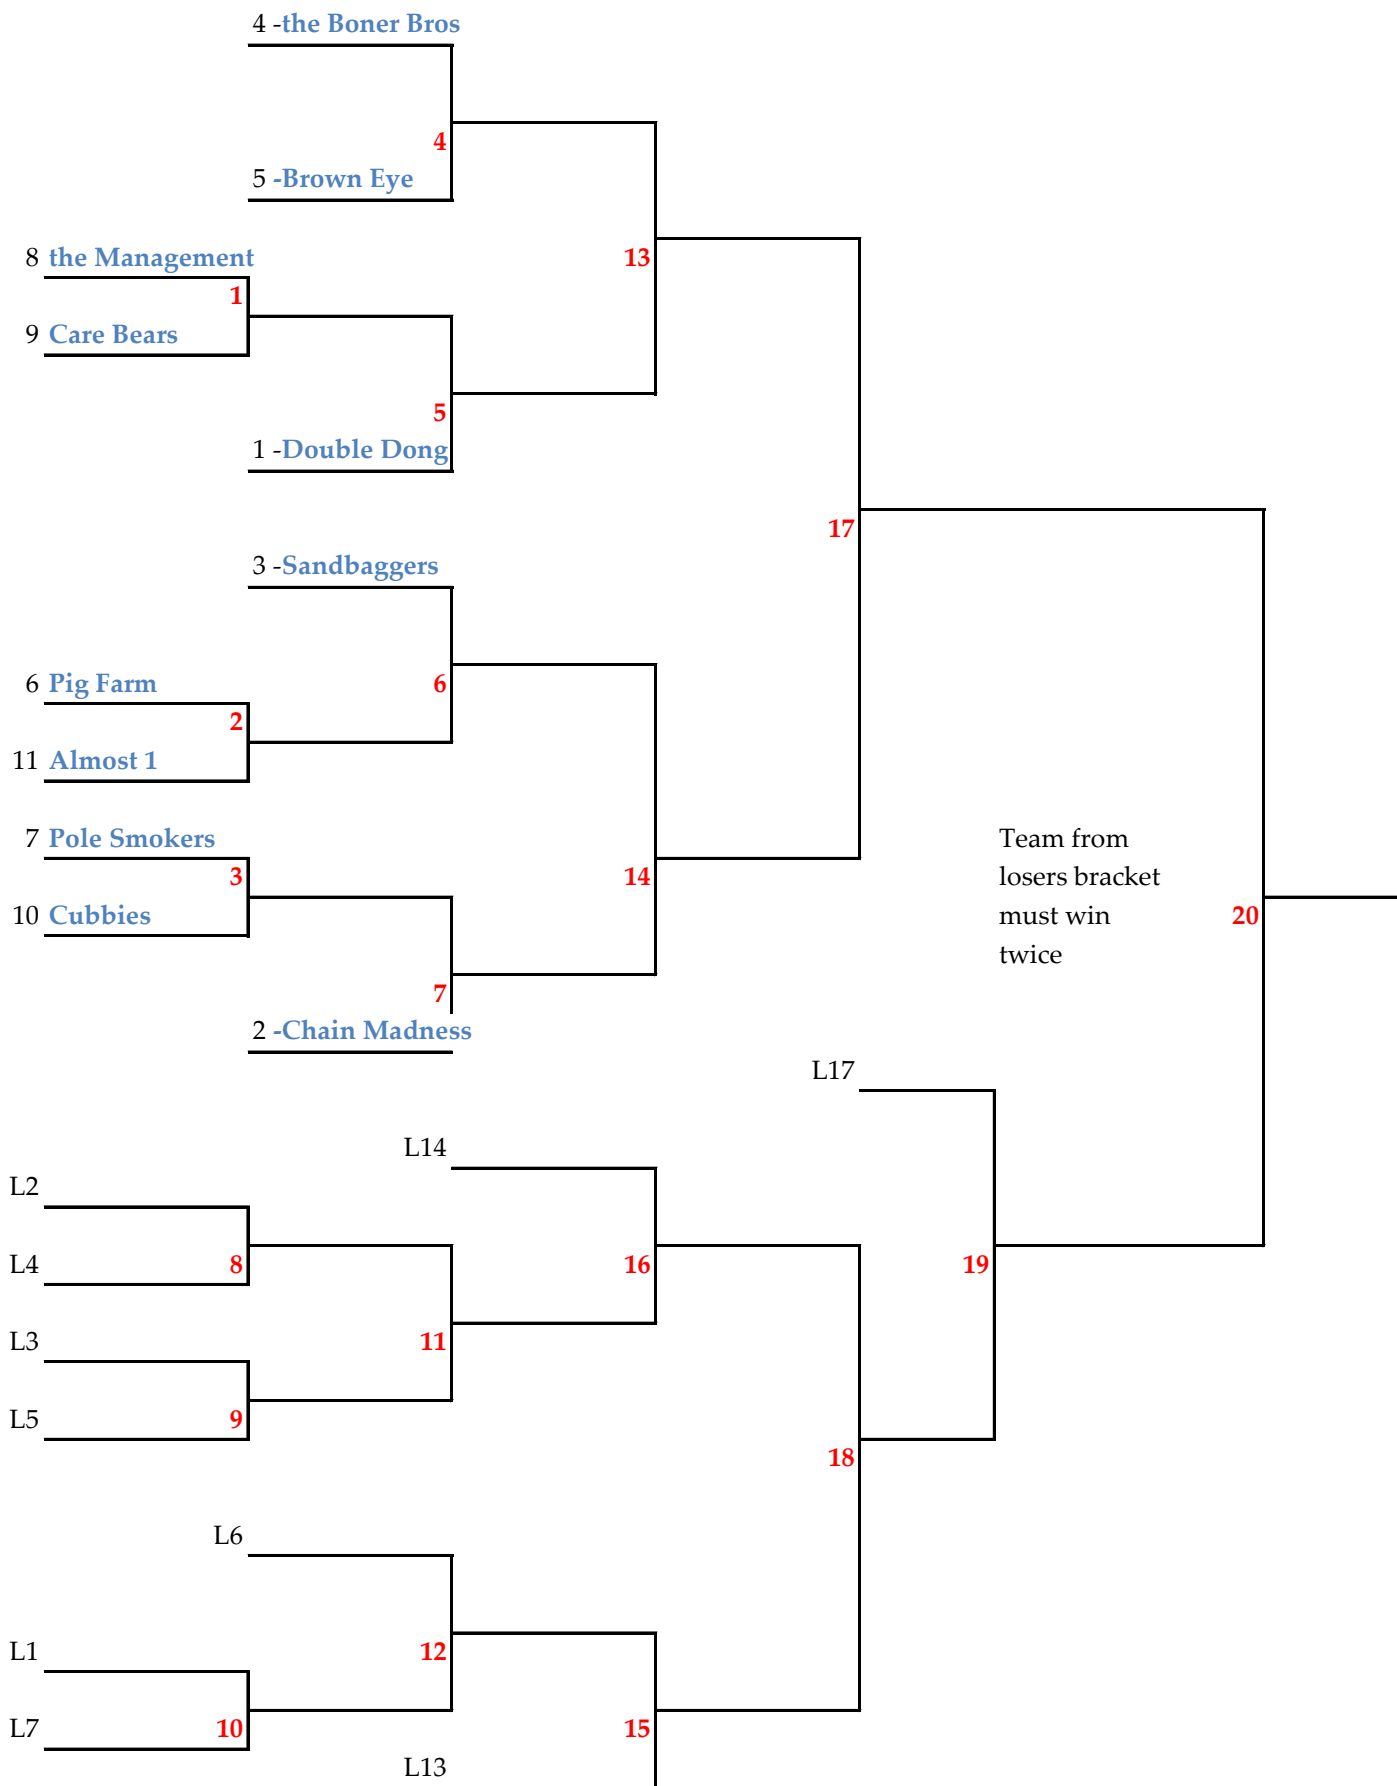 4 -the Boner Bros
4
5 -Brown Eye
8 the Management
13
1
9 Care Bears
5
1 -Double Dong
17
3 -Sandbaggers
6 Pig Farm
6
2
11 Almost 1
7 Pole Smokers
3
14
10 Cubbies
Team from
losers bracket
must win
twice
20
7
2 -Chain Madness
L17
L14
L2
L4
8
16
19
L3
11
L5
9
18
L6
L1
12
L7
10
15
L13